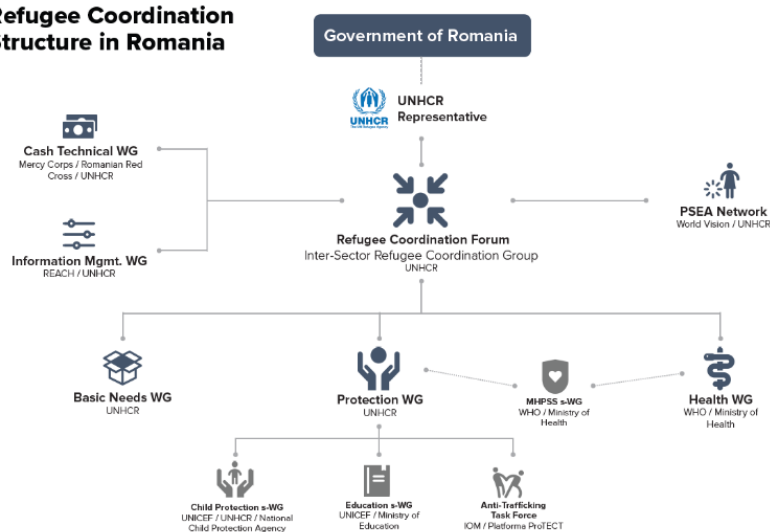 Refugee Coordination
Structure in Romania
Government of Romania
UNHCR
UNHCR
Representative
Cash Technical WG
Mercy Corps / Romanian Red
Cross / UNHCR
PSEA Network
World Vision / UNHCR
Refugee Coordination Forum
Inter-Sector Refugee Coordination Group
UNHCR
Information Mgmt. WG
REACH / UNHCR
Basic Needs WG
UNHCR
Protection WG
UNHCR
MHPSS s-WG
WHO / Ministry of
Health
Health WG
WHO / Ministry of
Health
Child Protection s-WG
UNICEF / UNHCR / National
Child Protection Agency
Education s-WG
UNICEF / Ministry of
Education
Anti-Trafficking
Task Force
IOM / Platforma ProTECT